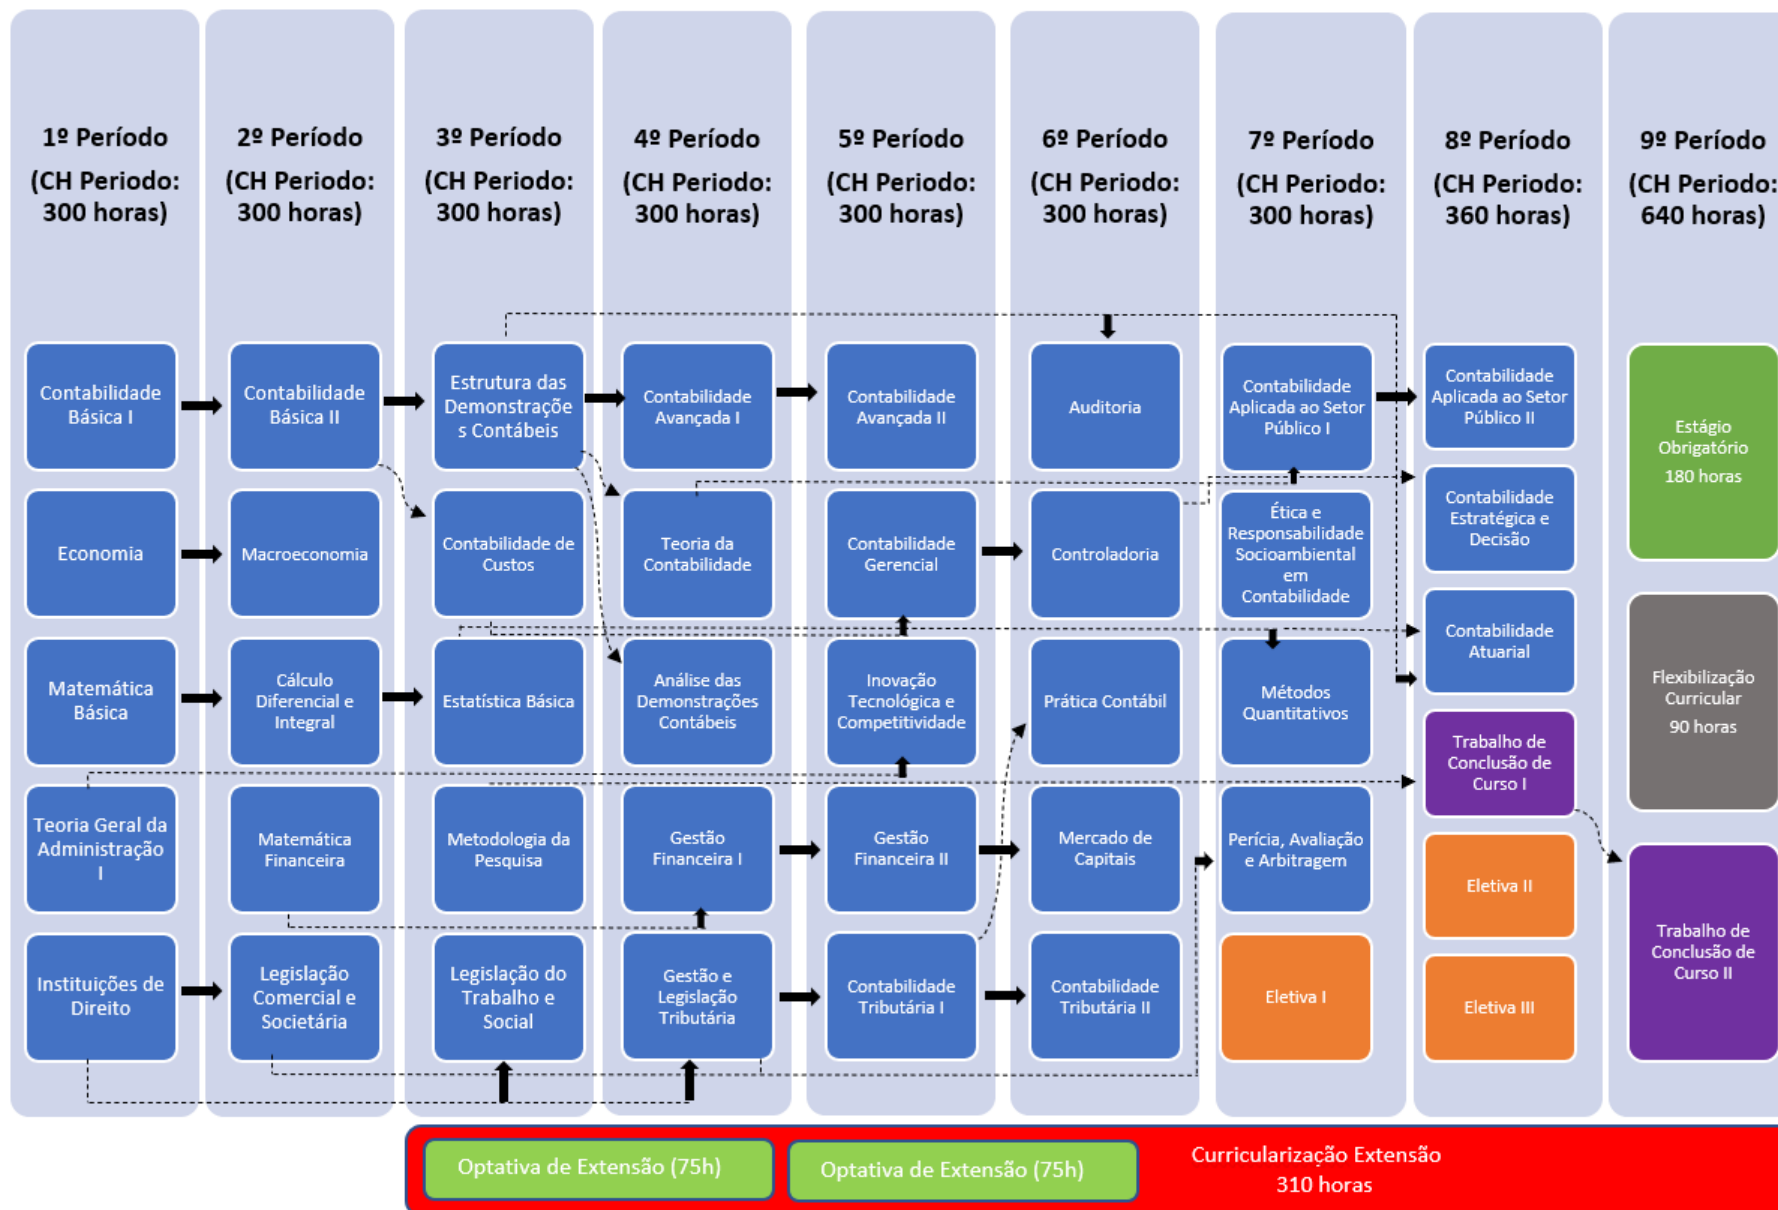 1º Período
(CH Periodo:
300 horas)
2º Período
(CH Periodo:
300 horas)
3º Período
(CH Periodo:
300 horas)
4º Período
(CH Periodo:
300 horas)
5º Período
(CH Periodo:
300 horas)
6º Período
(CH Periodo:
300 horas)
7º Período
(CH Periodo:
300 horas)
8º Período
(CH Periodo:
360 horas)
9º Período
(CH Periodo:
640 horas)
Contabilidade
Básica I
Economia
Matemática
Básica
Teoria Geral da
Administração
I
Instituições de
Direito
Contabilidade
Básica II
Macroeconomia
Cálculo
Diferencial e
Integral
Matemática
Financeira
Legislação
Comercial e
Societária
Estrutura das
Demonstraçõe
s Contábeis
Contabilidade de
Custos
Estatística Básica
Metodologia da
Pesquisa
Legislação do
Trabalho e
Social
Contabilidade
Avançada I
Teoria da
Contabilidade
Análise das
Demonstrações
Contábeis
Gestão
Financeira I
Gestão e
Legislação
Tributária
Contabilidade
Avançada II
Contabilidade
Gerencial
Inovação
Tecnológica e
Competitividade
Gestão
Financeira II
Contabilidade
Tributária I
Auditoria
Controladoria
Prática Contábil
Mercado de
Capitais
Contabilidade
Tributária II
Contabilidade
Aplicada ao Setor
Público I
Ética e
Responsabilidade
Socioambiental
em
Contabilidade
Métodos
Quantitativos
Perícia, Avaliação
e Arbitragem
Eletiva I
Contabilidade
Aplicada ao Setor
Público II
Contabilidade
Estratégica e
Decisão
Contabilidade
Atuarial
Trabalho de
Conclusão de
Curso I
Eletiva II
Eletiva III
Estágio
Obrigatório
180 horas
Flexibilização
Curricular
90 horas
Trabalho de
Conclusão de
Curso II
Optativa de Extensão (75h)
Optativa de Extensão (75h)
Curricularização Extensão
310 horas